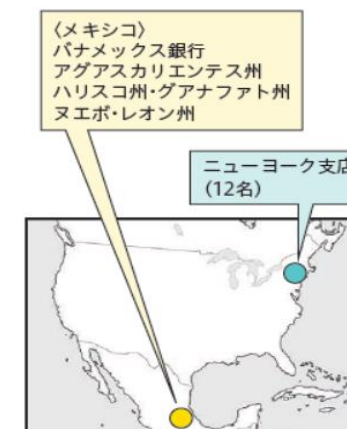 〈メキシコ〉
バナメックス銀行
アグアスカリエンテス州
ハリスコ州・グアナファト州
ヌエボ・レオン州
ニューヨーク支店
(12名)